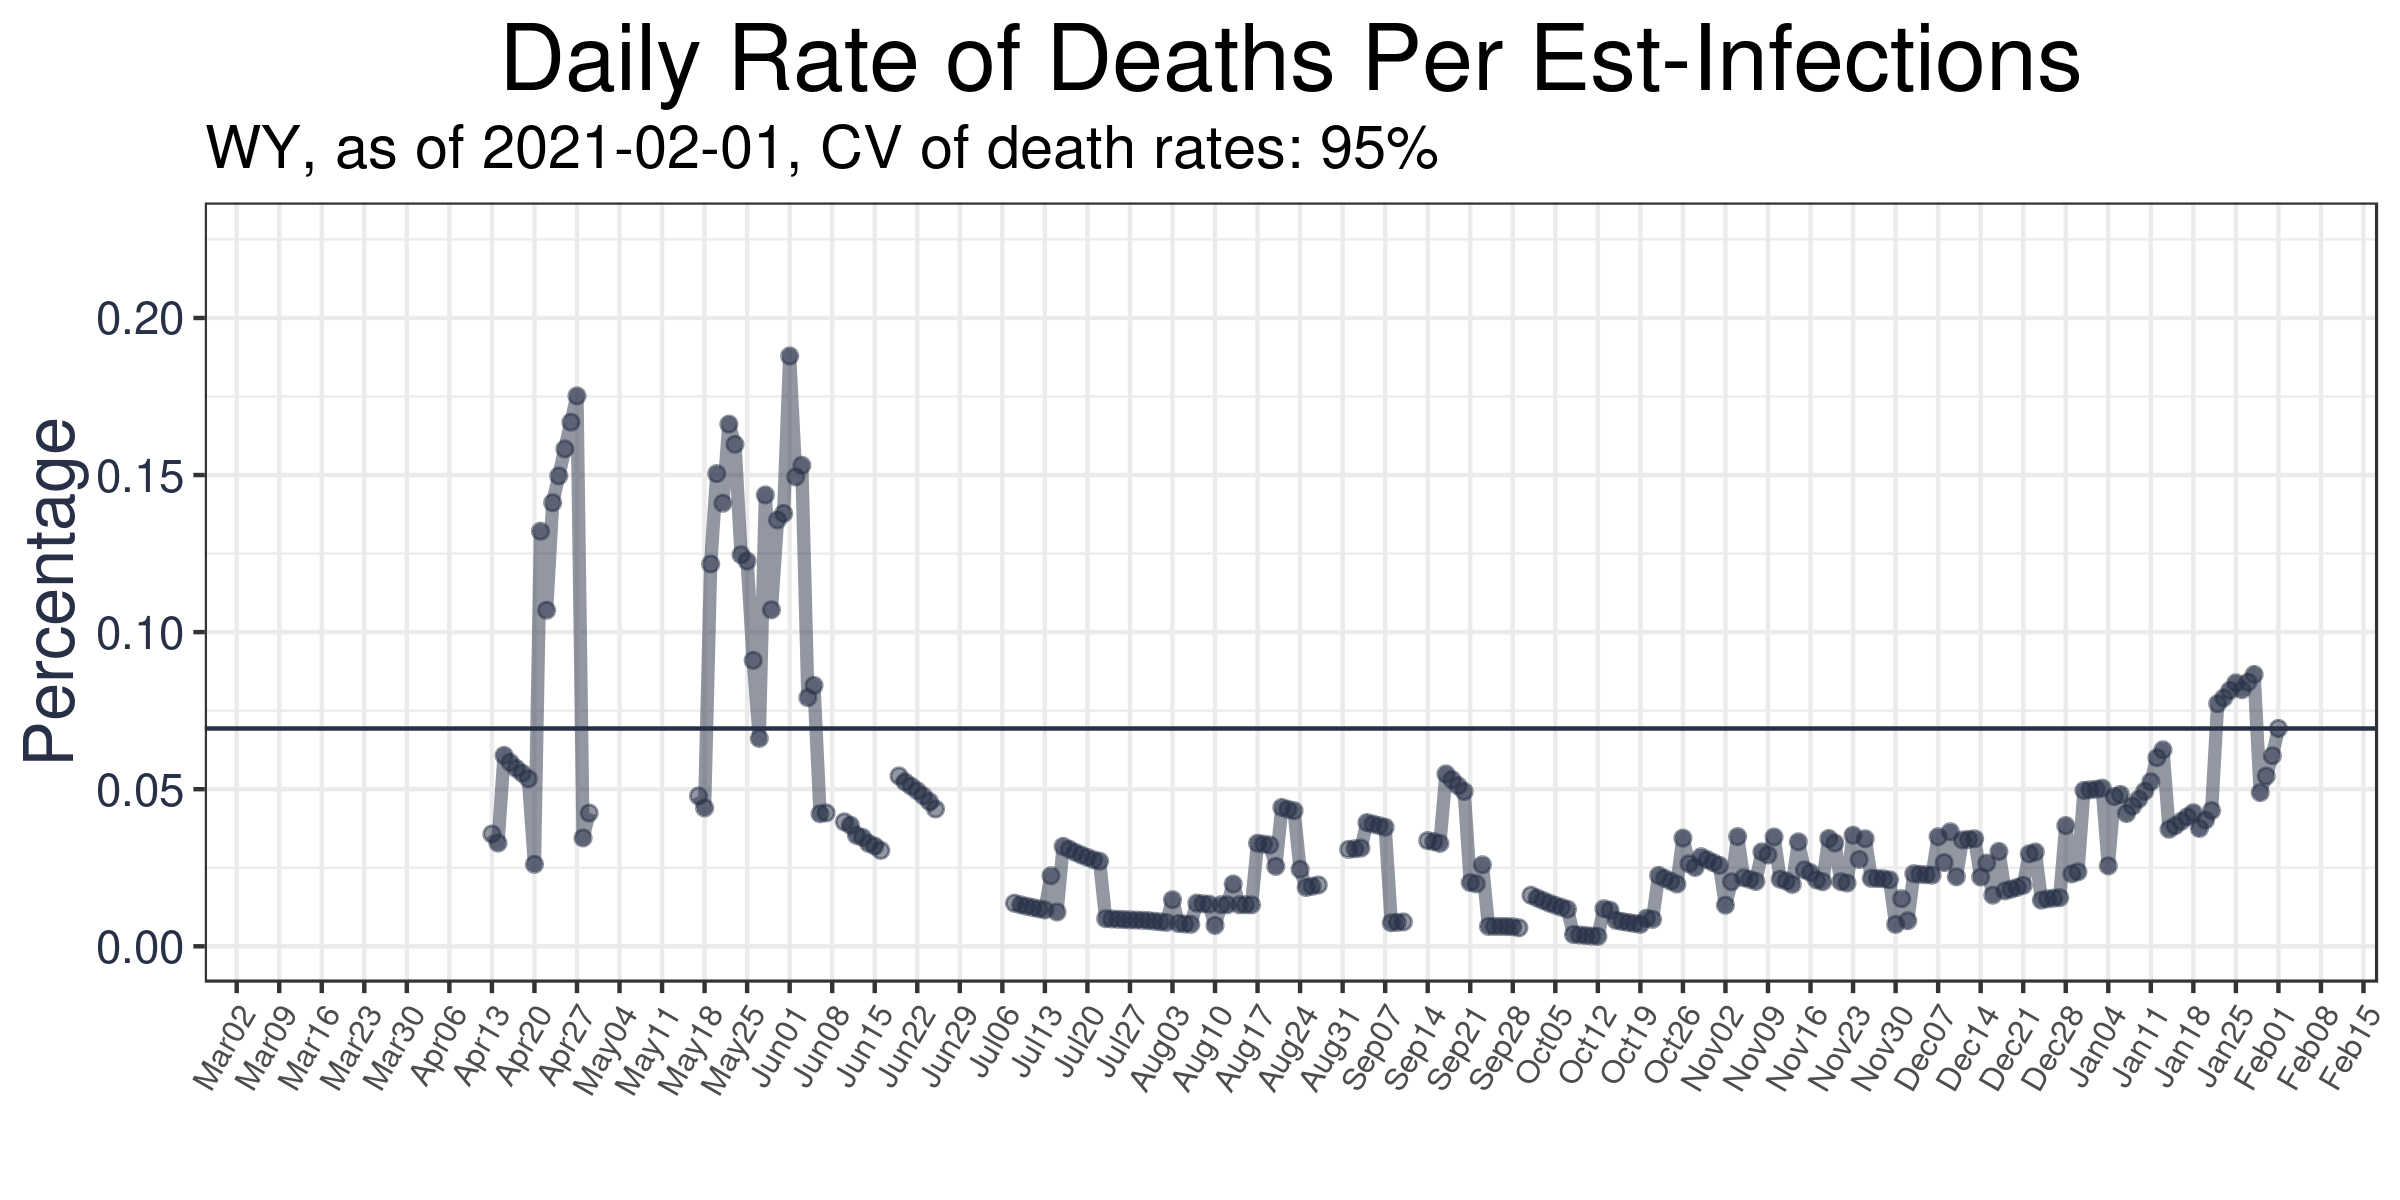 Daily Rate of Deaths Per Est-Infections
WY, as of 2021-02-01, CV of death rates: 95%
Percentage
0.20
0.15
0.10
0.05
0.00
Mar02
Mar09
Mar16
Mar23
Mar30
Apr06
Apr13
Apr20
Apr27
May04
May11
May18
May25
Jun01
Jun08
Jun15
Jun22
Jun29
Jul06
Jul13
Jul20
Jul27
Aug03
Aug10
Aug17
Aug24
Aug31
Sep07
Sep14
Sep21
Sep28
Oct05
Oct12
Oct19
Oct26
Nov02
Nov09
Nov16
Nov23
Nov30
Dec07
Dec14
Dec21
Dec28
Jan04
Jan11
Jan18
Jan25
Feb01
Feb08
Feb15